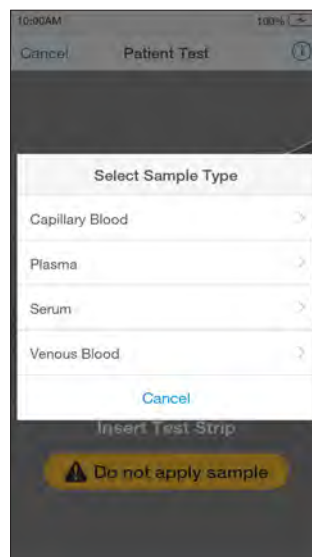 10:00AM 100%
Cancel Patient Test
Select Sample Type
Capillary Blood
Plasma
Serum
Venous Blood
Cancel
Insert Test Strip
Do not apply sample